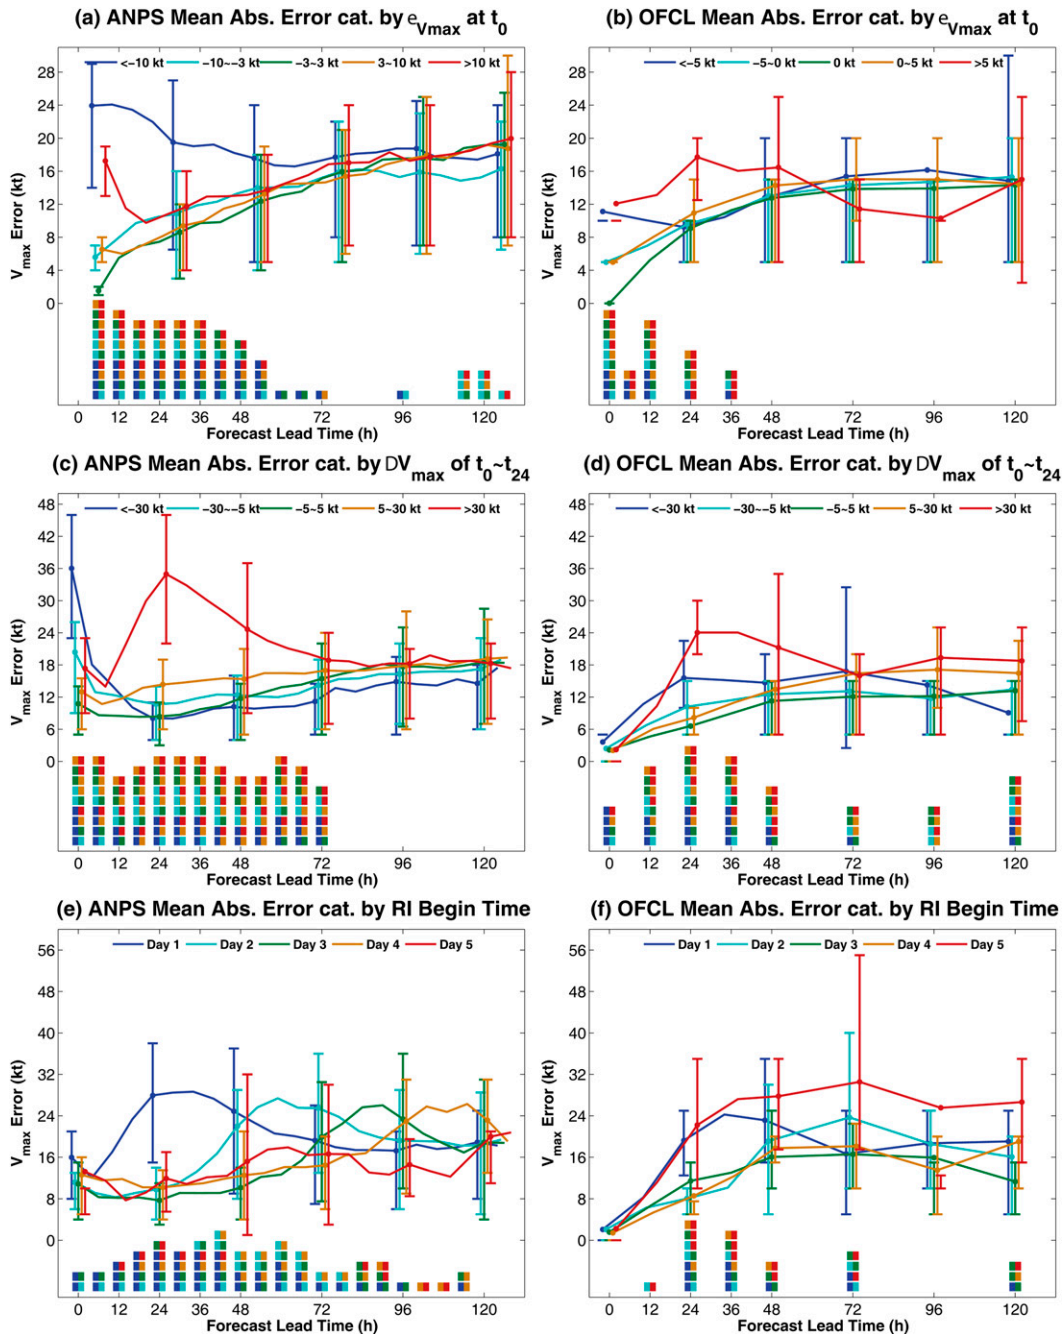 (a) ANPS Mean Abs. Error cat. by eVmax at t0
<-10 kt -10~-3 kt -3~3 kt 3~10 kt >10 kt
28
24
20
16
12
8
4
0
Vmax Error (kt)
0 12 24 36 48 72 96 120
Forecast Lead Time (h)
(b) OFCL Mean Abs. Error cat. by eVmax at t0
<-5 kt -5~0 kt 0 kt 0~5 kt >5 kt
28
24
20
16
12
8
4
0
Vmax Error (kt)
0 12 24 36 48 72 96 120
Forecast Lead Time (h)
(c) ANPS Mean Abs. Error cat. by DVmax of t0~t24
<-30 kt -30~-5 kt -5~5 kt 5~30 kt >30 kt
48
42
36
30
24
18
12
6
0
Vmax Error (kt)
0 12 24 36 48 72 96 120
Forecast Lead Time (h)
(d) OFCL Mean Abs. Error cat. by DVmax of t0~t24
<-30 kt -30~-5 kt -5~5 kt 5~30 kt >30 kt
48
42
36
30
24
18
12
6
0
Vmax Error (kt)
0 12 24 36 48 72 96 120
Forecast Lead Time (h)
(e) ANPS Mean Abs. Error cat. by RI Begin Time
Day 1 Day 2 Day 3 Day 4 Day 5
56
48
40
32
24
16
8
0
Vmax Error (kt)
0 12 24 36 48 72 96 120
Forecast Lead Time (h)
(f) OFCL Mean Abs. Error cat. by RI Begin Time
Day 1 Day 2 Day 3 Day 4 Day 5
56
48
40
32
24
16
8
0
Vmax Error (kt)
0 12 24 36 48 72 96 120
Forecast Lead Time (h)